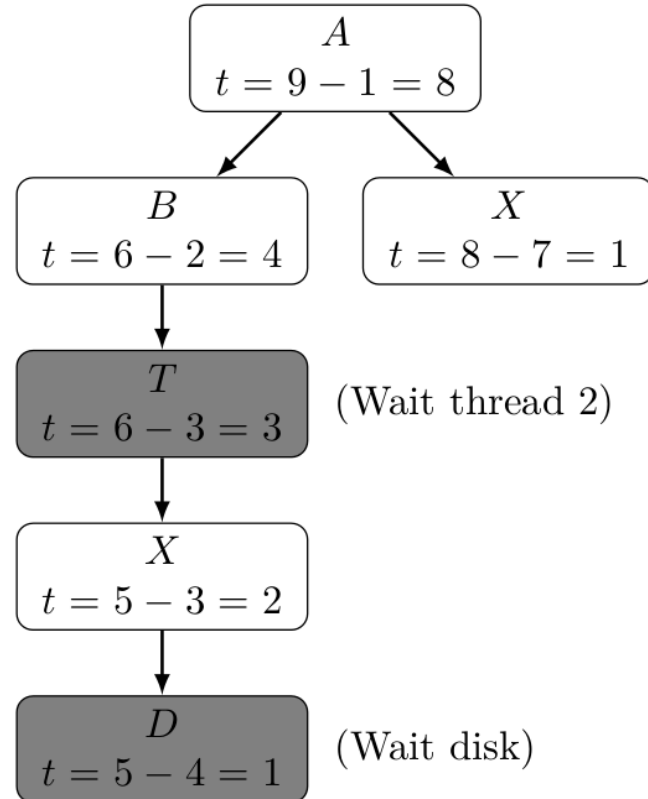 A
t = 9 − 1 = 8
B
t = 6 − 2 = 4
X
t = 8 − 7 = 1
T
t = 6 − 3 = 3
(Wait thread 2)
X
t = 5 − 3 = 2
D
t = 5 − 4 = 1
(Wait disk)